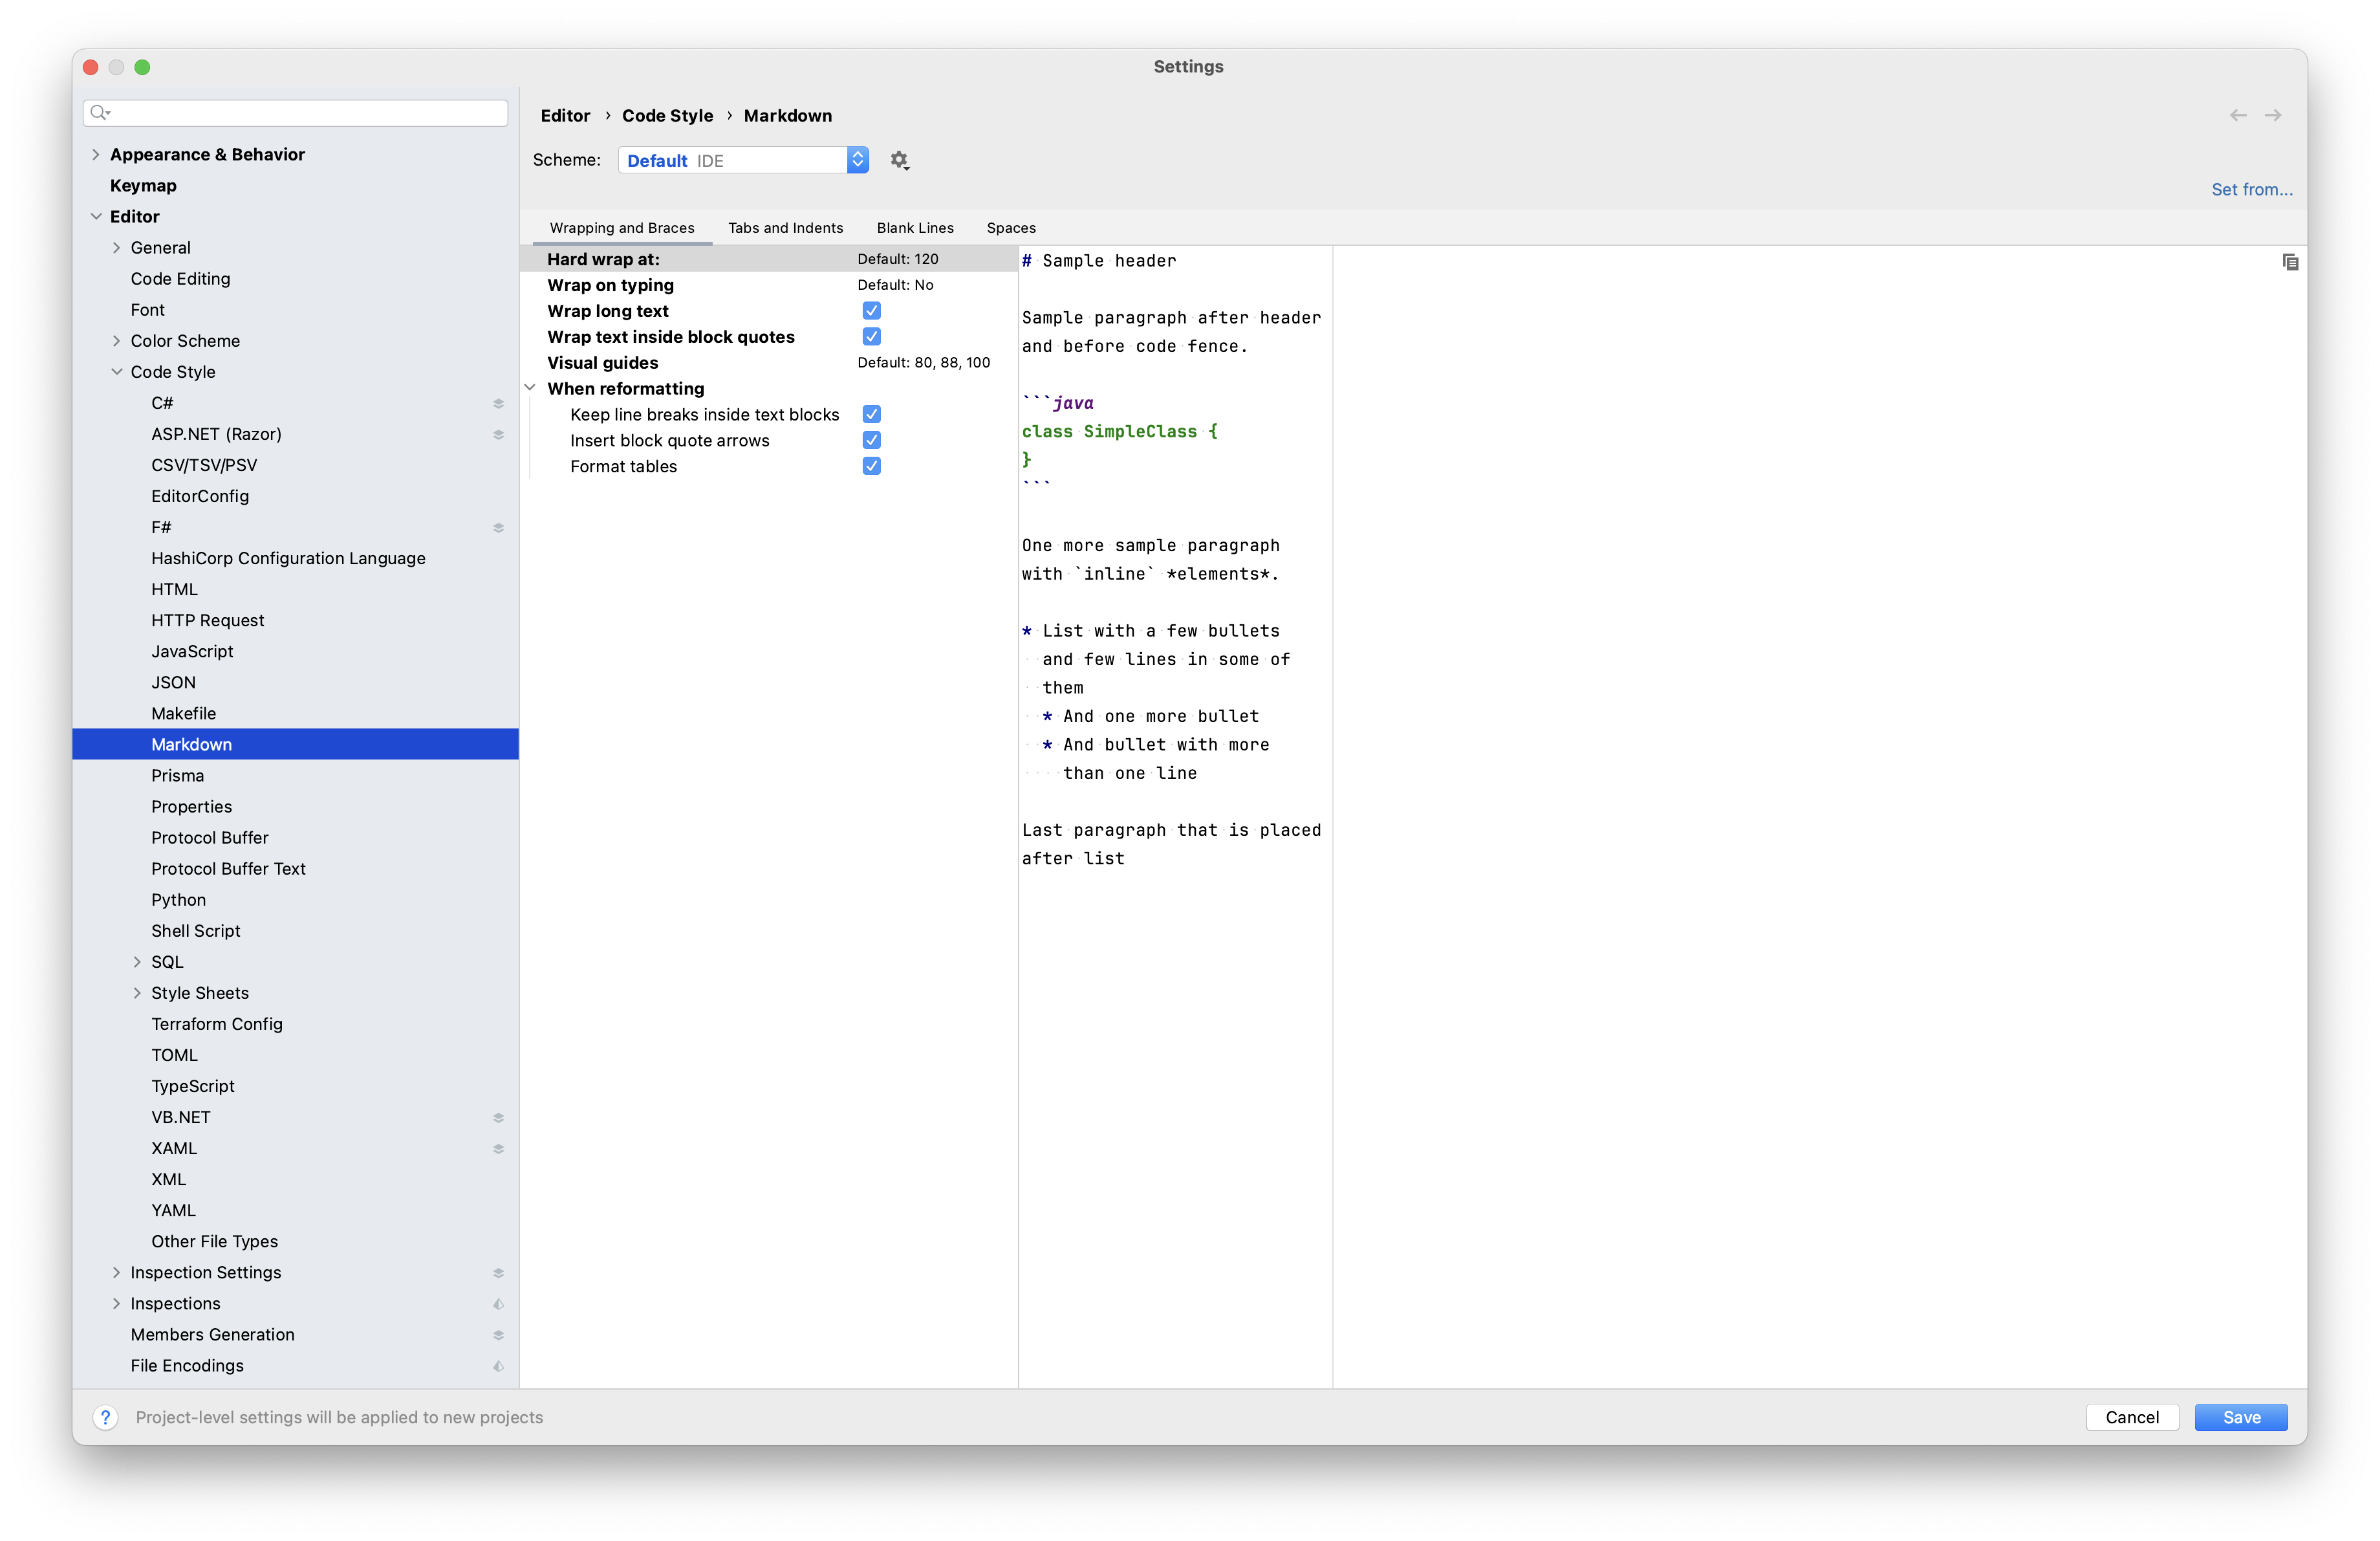 Settings
Appearance & Behavior
Keymap
Editor
General
Code Editing
Font
Color Scheme
Code Style
C#
ASP.NET (Razor)
CSV/TSV/PSV
EditorConfig
F#
HashiCorp Configuration Language
HTML
HTTP Request
JavaScript
JSON
Makefile
Markdown
Prisma
Properties
Protocol Buffer
Protocol Buffer Text
Python
Shell Script
SQL
Style Sheets
Terraform Config
TOML
TypeScript
VB.NET
XAML
XML
YAML
Other File Types
Inspection Settings
Inspections
Members Generation
File Encodings
Editor › Code Style › Markdown
Scheme: Default IDE
Set from...
Wrapping and Braces Tabs and Indents Blank Lines Spaces
Hard wrap at: Default: 120
Wrap on typing Default: No
Wrap long text
Wrap text inside block quotes
Visual guides Default: 80, 88, 100
When reformatting
Keep line breaks inside text blocks
Insert block quote arrows
Format tables
# Sample header
Sample paragraph after header
and before code fence.
```java
class SimpleClass {
}
```
One more sample paragraph
with `inline` *elements*.
* List with a few bullets
and few lines in some of
them
* And one more bullet
* And bullet with more
than one line
Last paragraph that is placed
after list
? Project-level settings will be applied to new projects
Cancel Save